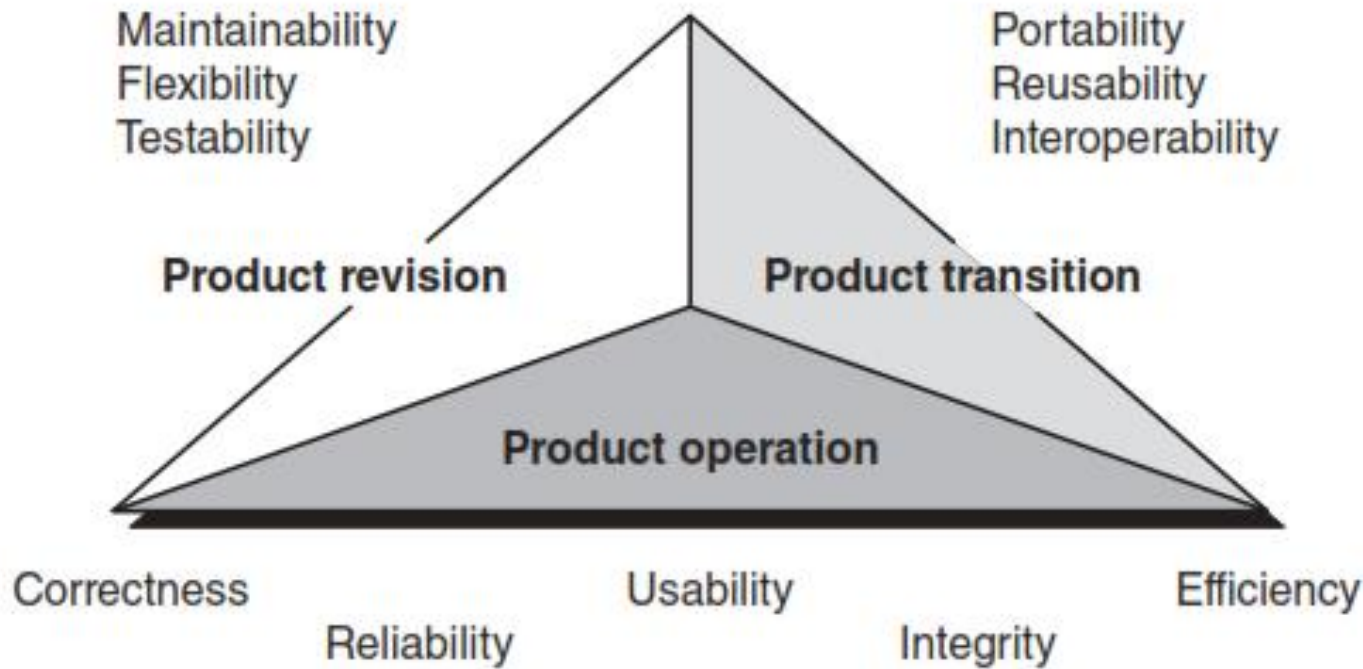 Maintainability
Flexibility
Testability
Portability
Reusability
Interoperability
Product revision
Product transition
Product operation
Correctness
Usability
Efficiency
Reliability
Integrity